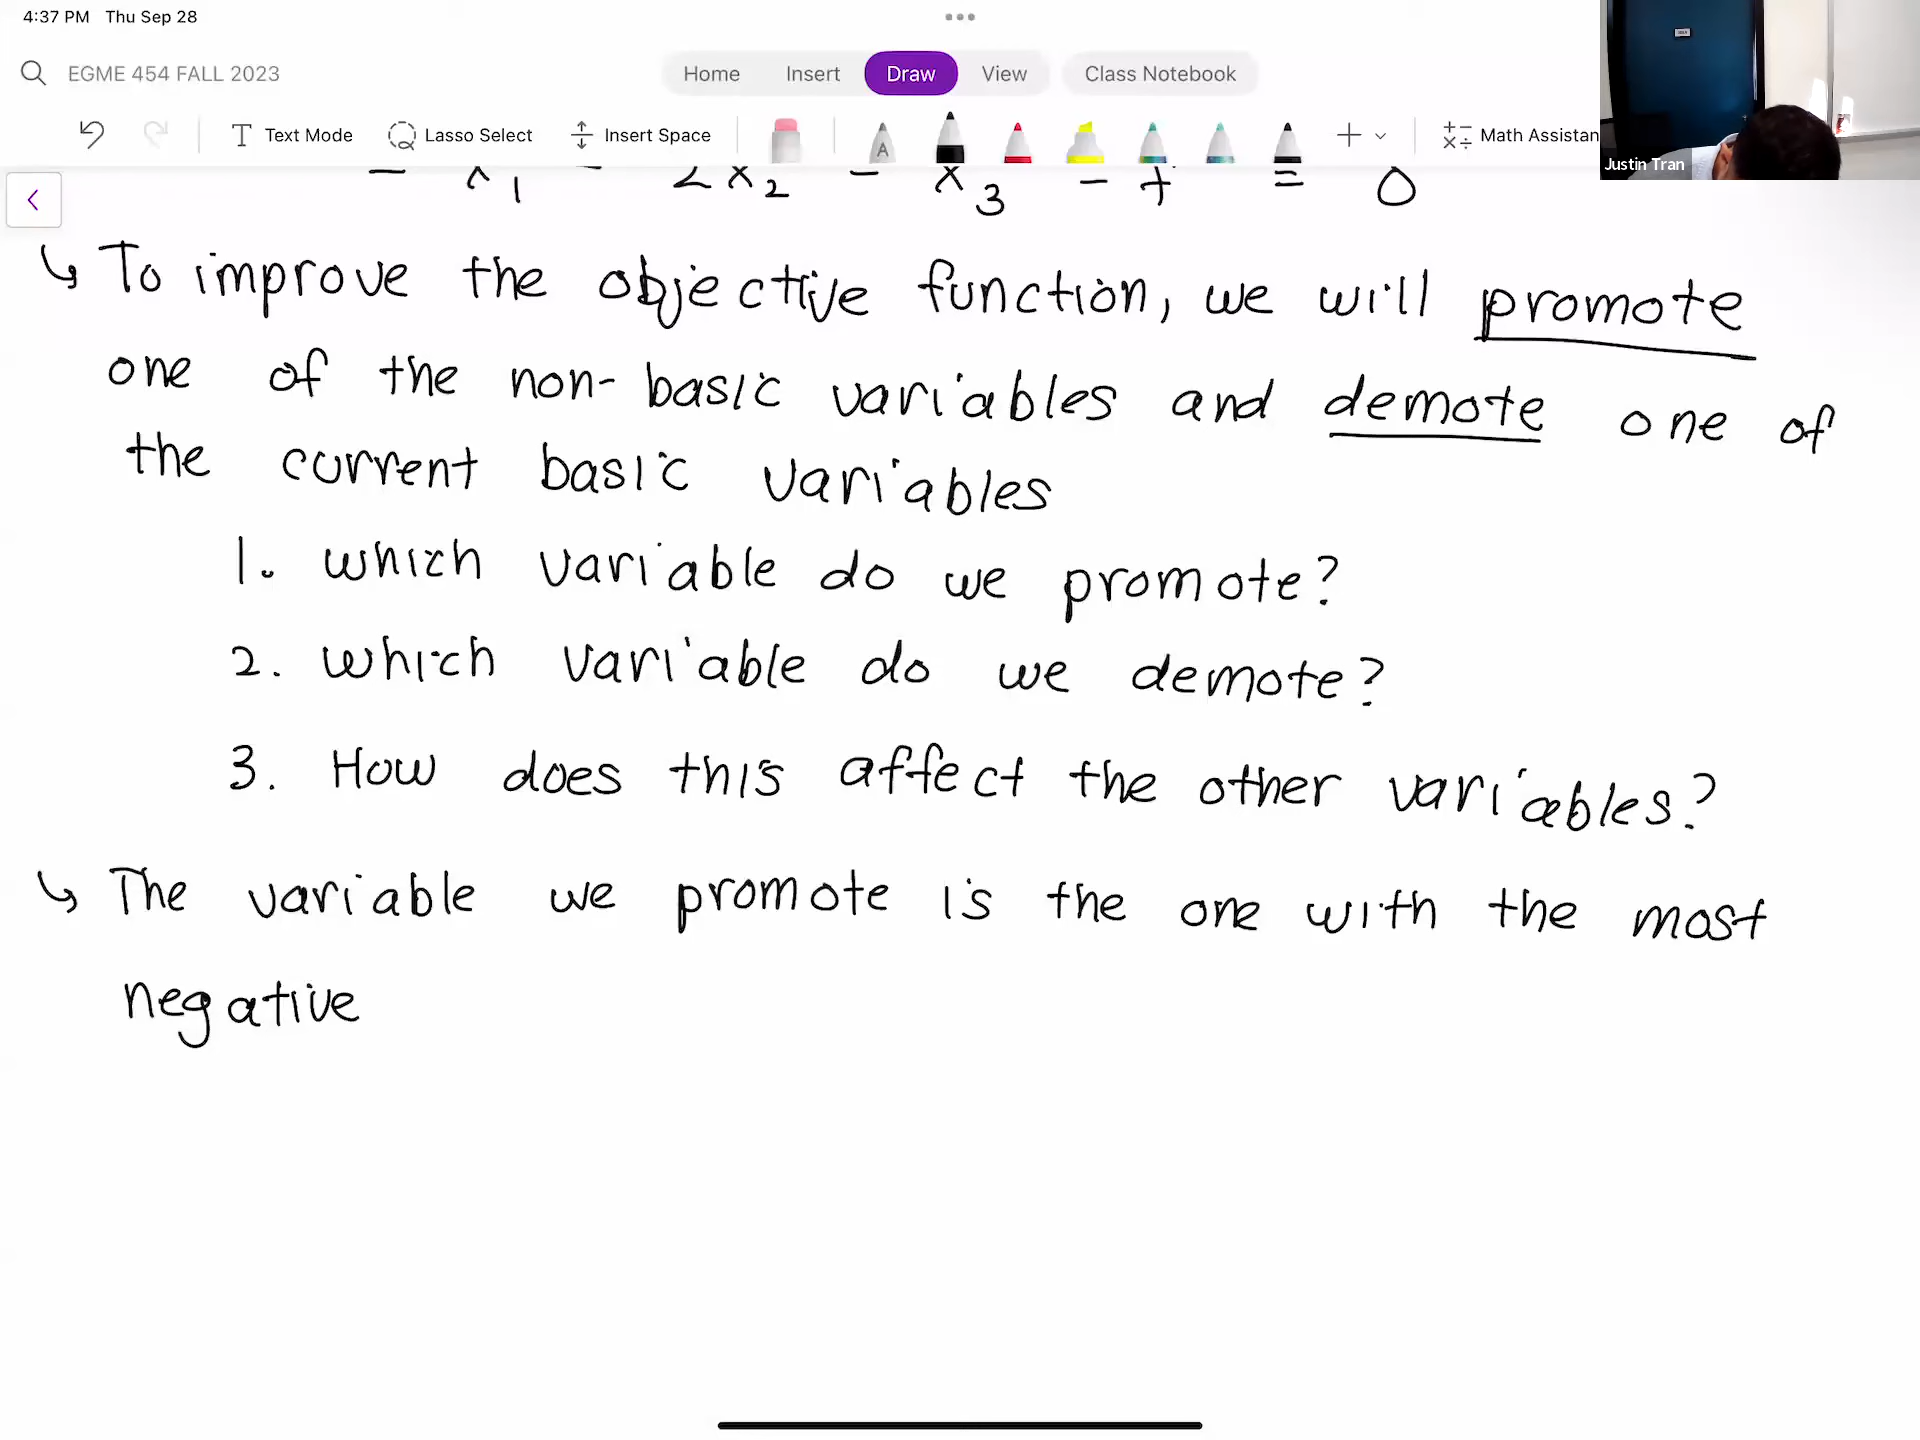 4:37 PM Thu Sep 28
EGME 454 FALL 2023
Home Insert Draw View Class Notebook
Text Mode Lasso Select Insert Space A Math Assistan
Justin Tran
- x₁ - 2x₂ - x₃ - f = 0
↳ To improve the objective function, we will promote
one of the non-basic variables and demote one of
the current basic variables
1. which variable do we promote?
2. which variable do we demote?
3. How does this affect the other variables?
↳ The variable we promote is the one with the most
negative